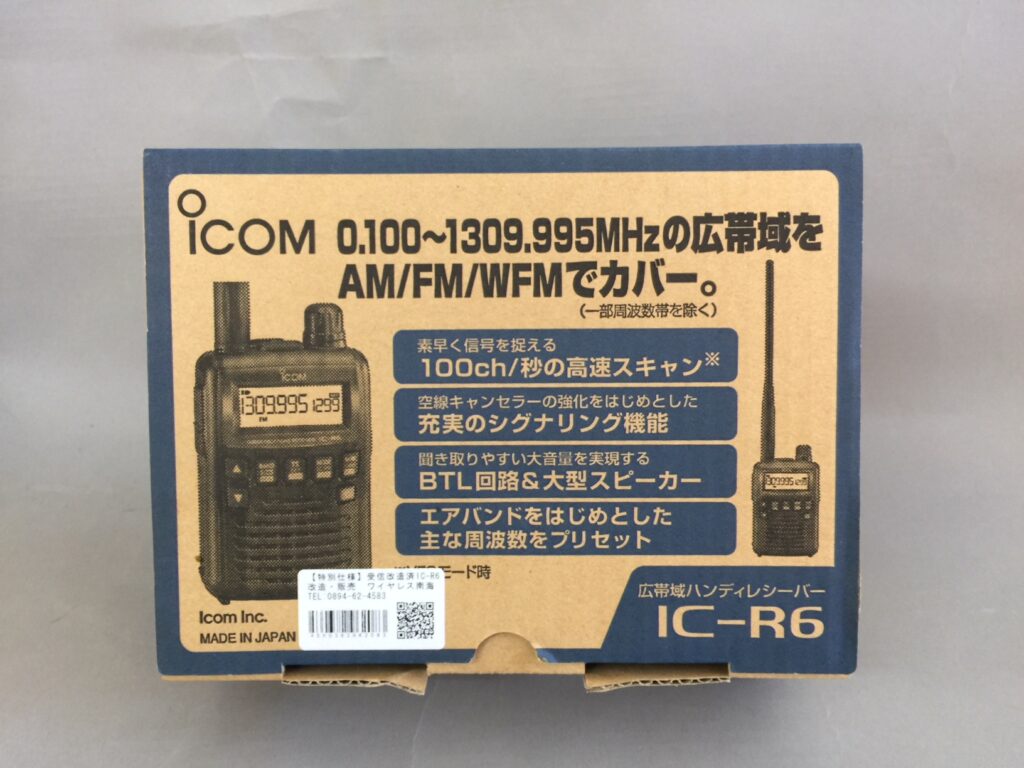 iCOM
0.100~1309.995MHzの広帯域を
AM/FM/WFMでカバー。
(一部周波数帯を除く)
素早く信号を捉える
100ch/秒の高速スキャン※
空線キャンセラーの強化をはじめとした
充実のシグナリング機能
聞き取りやすい大音量を実現する
BTL回路&大型スピーカー
エアバンドをはじめとした
主な周波数をプリセット
モード時
iCOM
1309.995 1295
FM
【特別仕様】受信改造済IC-R6
改造・販売 ワイヤレス南海
TEL 0894-62-4583
Icom Inc.
MADE IN JAPAN
広帯域ハンディレシーバー
IC-R6